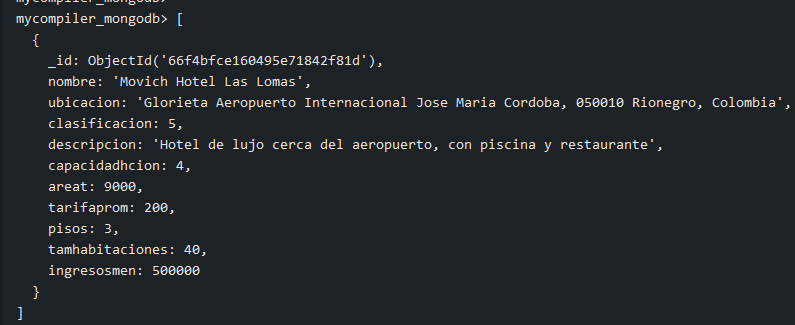 mycompiler_mongodb>
mycompiler_mongodb> [
  {
    _id: ObjectId('66f4bfce160495e71842f81d'),
    nombre: 'Movich Hotel Las Lomas',
    ubicacion: 'Glorieta Aeropuerto Internacional Jose Maria Cordoba, 050010 Rionegro, Colombia',
    clasificacion: 5,
    descripcion: 'Hotel de lujo cerca del aeropuerto, con piscina y restaurante',
    capacidadhcion: 4,
    areat: 9000,
    tarifaprom: 200,
    pisos: 3,
    tamhabitaciones: 40,
    ingresosmen: 500000
  }
]